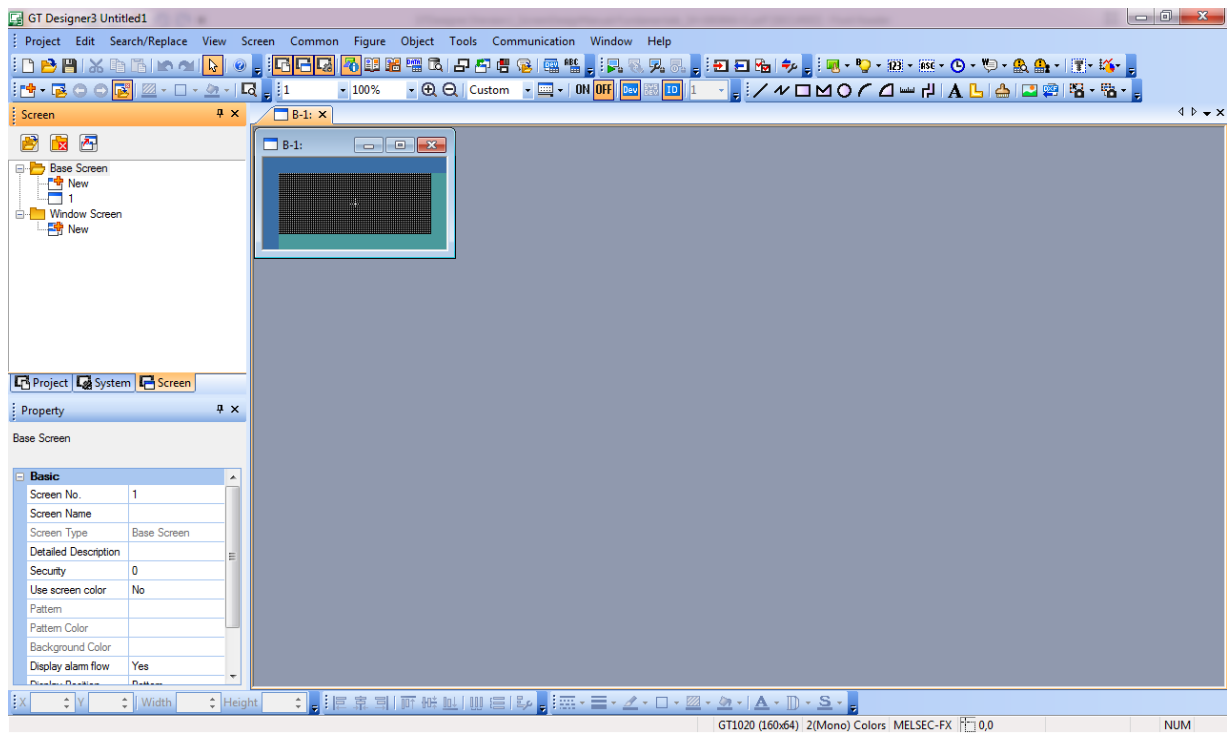 GT Designer3 Untitled1
Project Edit Search/Replace View Screen Common Figure Object Tools Communication Window Help
1 100% Custom ON OFF Dev ID 1 A
Screen
B-1:
B-1:
Base Screen
New
1
Window Screen
New
Project System Screen
Property
Base Screen
Basic
Screen No. 1
Screen Name
Screen Type Base Screen
Detailed Description
Security 0
Use screen color No
Pattern
Pattern Color
Background Color
Display alarm flow Yes
X Y Width Height A D S
GT1020 (160x64) 2(Mono) Colors MELSEC-FX 0,0 NUM